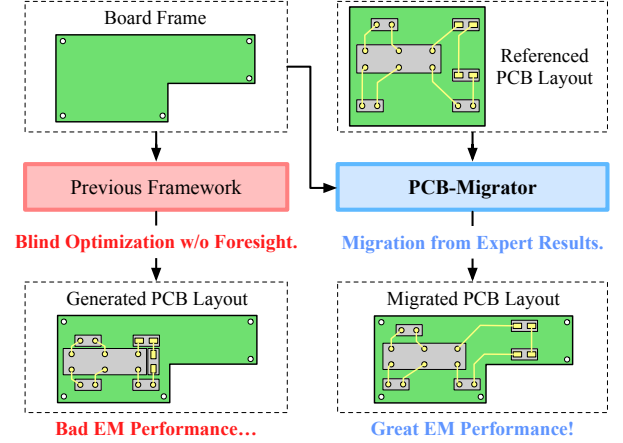 Board Frame
Referenced
PCB Layout
Previous Framework
PCB-Migrator
Blind Optimization w/o Foresight.
Migration from Expert Results.
Generated PCB Layout
Migrated PCB Layout
Bad EM Performance…
Great EM Performance!